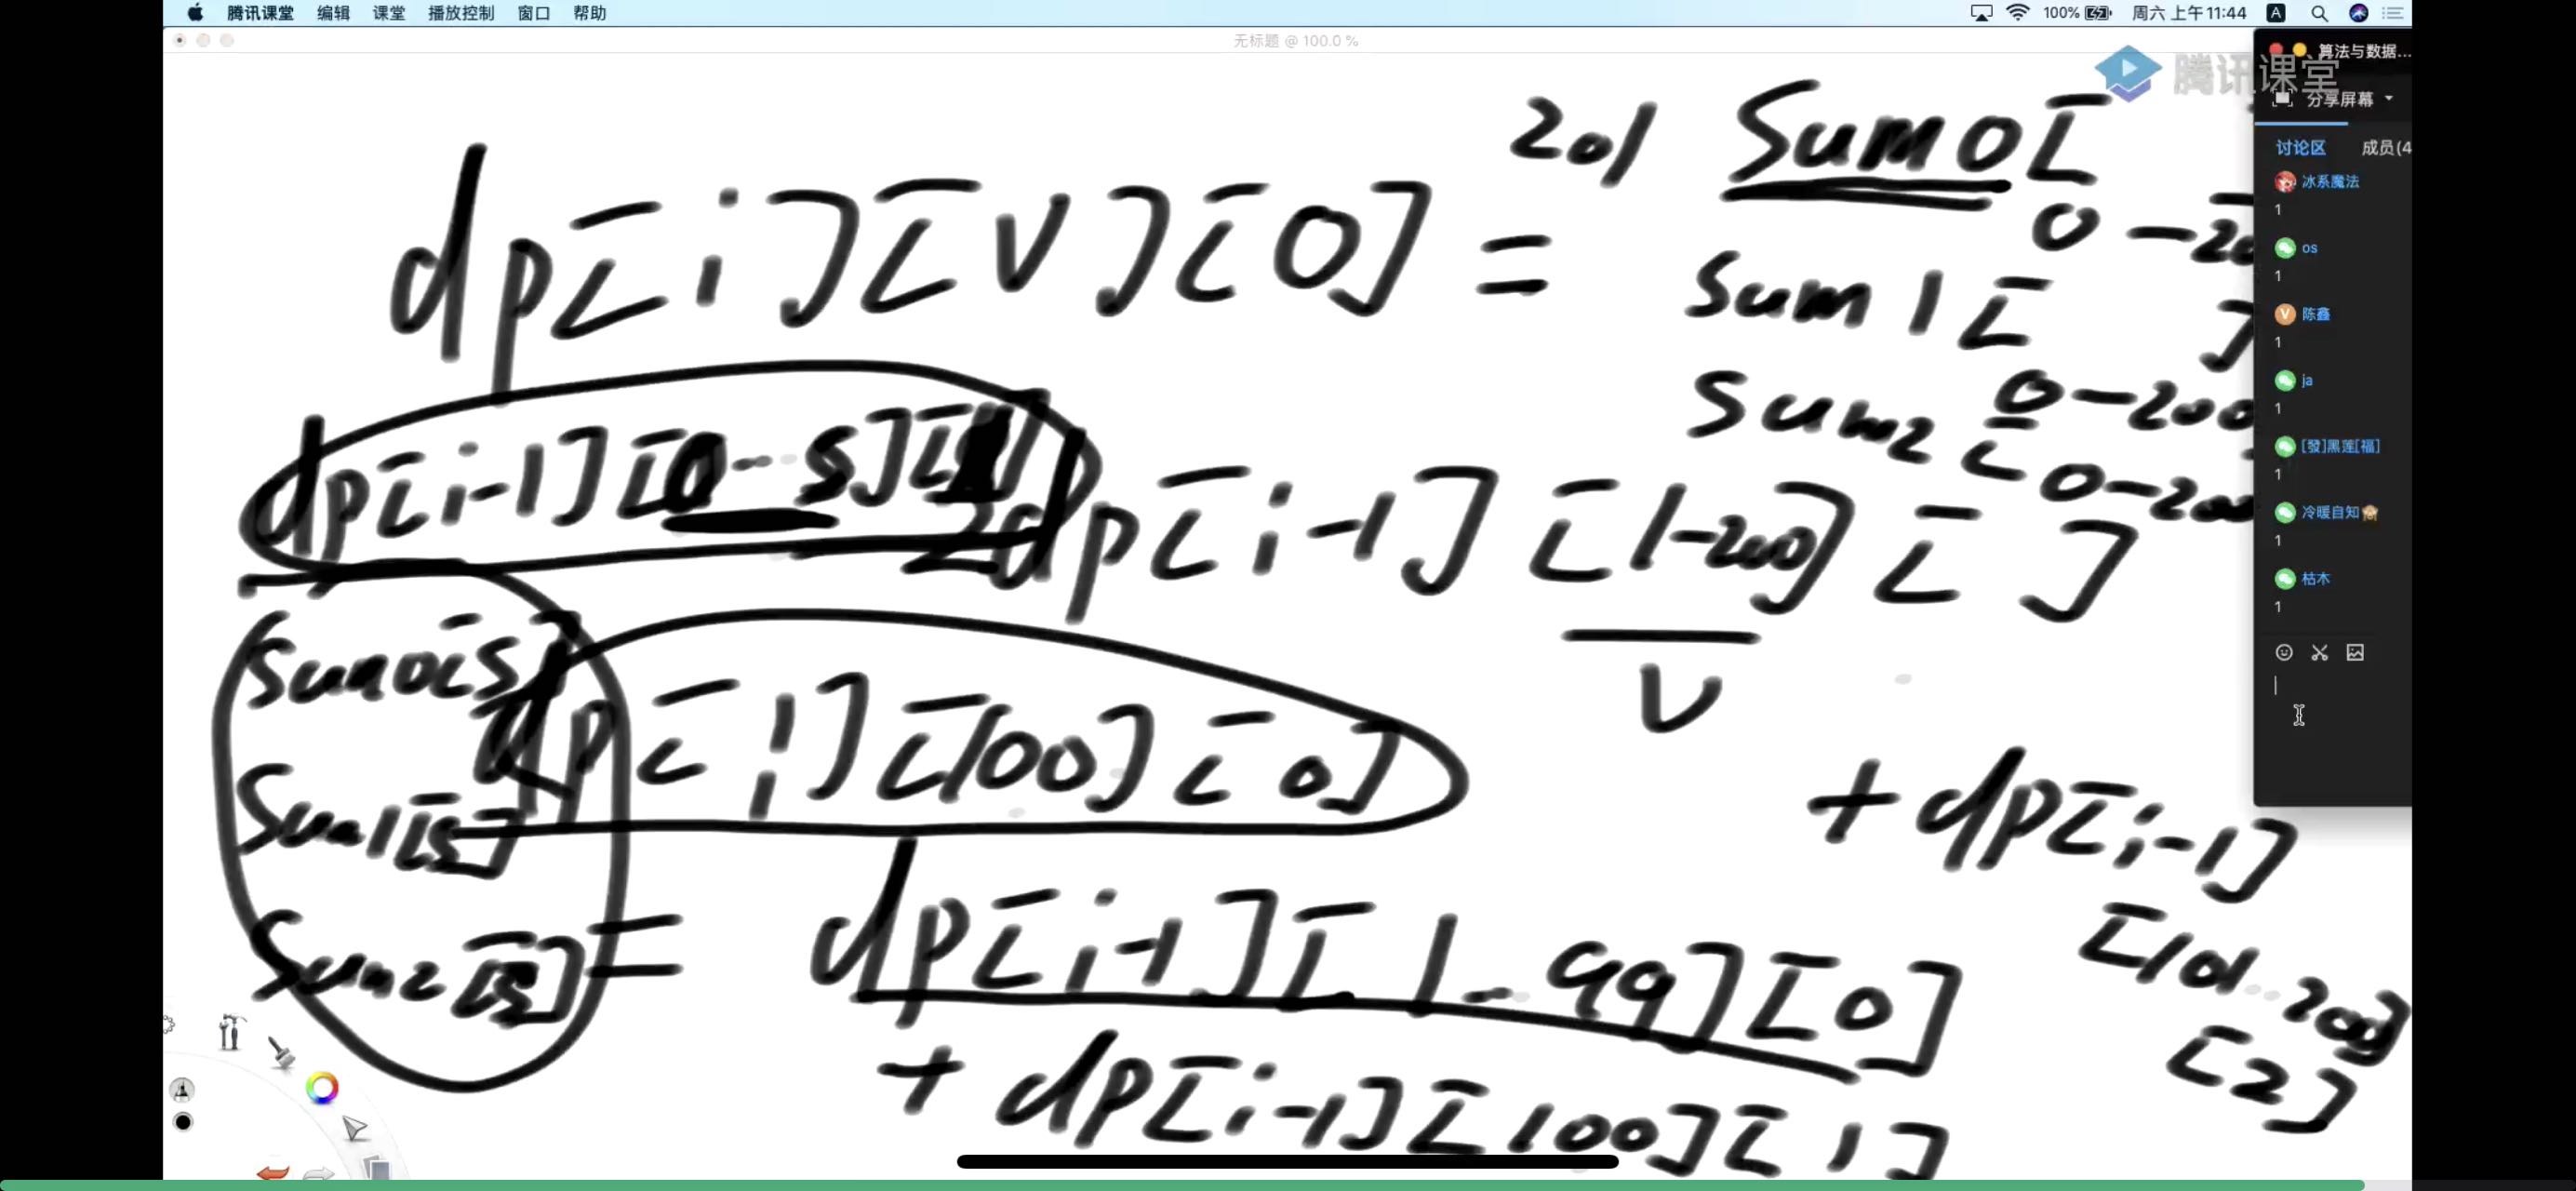 腾讯课堂 编辑 课堂 播放控制 窗口 帮助
100% 周六 上午11:44 A
无标题 @ 100.0 %
算法与数据...
腾讯课堂
分享屏幕
讨论区 成员(4
冰系魔法
1
os
1
陈鑫
1
ja
1
[發]黑莲[福]
1
冷暖自知
1
枯木
1
201 Sum0[
0-20
dp[i][V][0] =
Sum1[ ]
0-200
Sum2[0-200
dp[i-1][0--S][
dp[i-1][1-200][ ]
V
Sum0[S]
dp[i][100][0]
Sum1[S]
+ dp[i-1]
[101--200]
[2]
Sum2[S]
= dp[i-1][1--99][0]
+ dp[i-1][100][1]